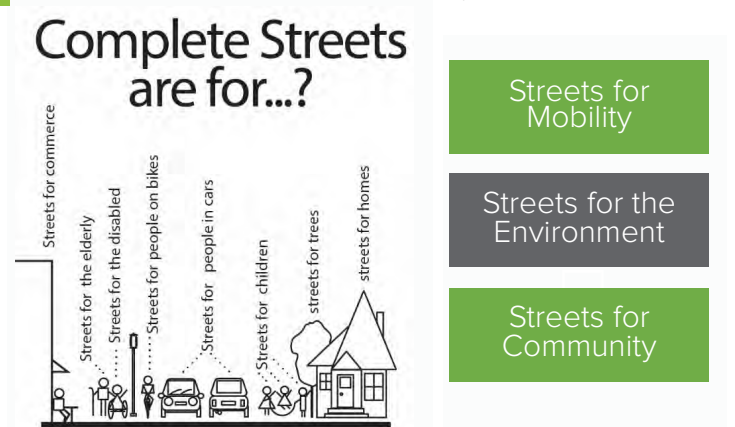 Complete Streets
are for...?
Streets for commerce
Streets for the elderly
Streets for the disabled
Streets for people on bikes
Streets for people in cars
Streets for children
streets for trees
streets for homes
Streets for
Mobility
Streets for the
Environment
Streets for
Community